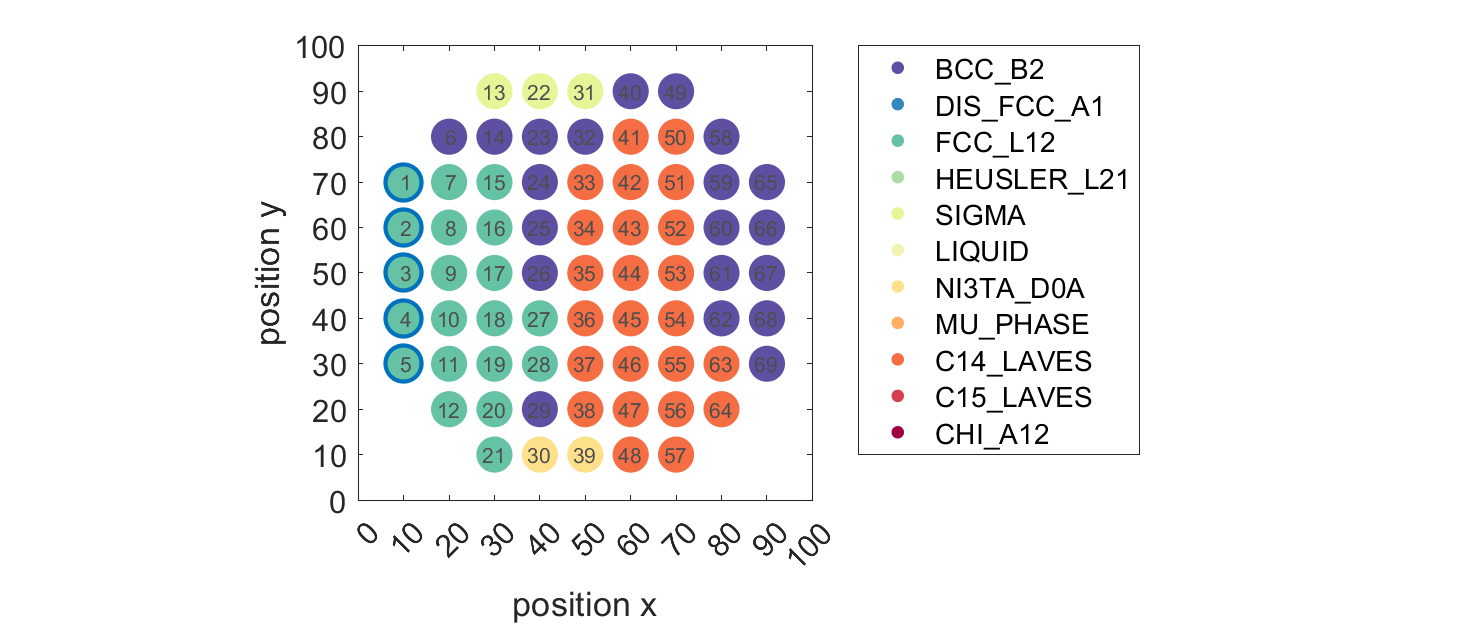 100
90
80
70
60
50
40
30
20
10
0
position y
13 22 31 40 49
6 14 23 32 41 50 58
1 7 15 24 33 42 51 59 65
2 8 16 25 34 43 52 60 66
3 9 17 26 35 44 53 61 67
4 10 18 27 36 45 54 62 68
5 11 19 28 37 46 55 63 69
12 20 29 38 47 56 64
21 30 39 48 57
0 10 20 30 40 50 60 70 80 90 100
position x
BCC_B2
DIS_FCC_A1
FCC_L12
HEUSLER_L21
SIGMA
LIQUID
NI3TA_D0A
MU_PHASE
C14_LAVES
C15_LAVES
CHI_A12